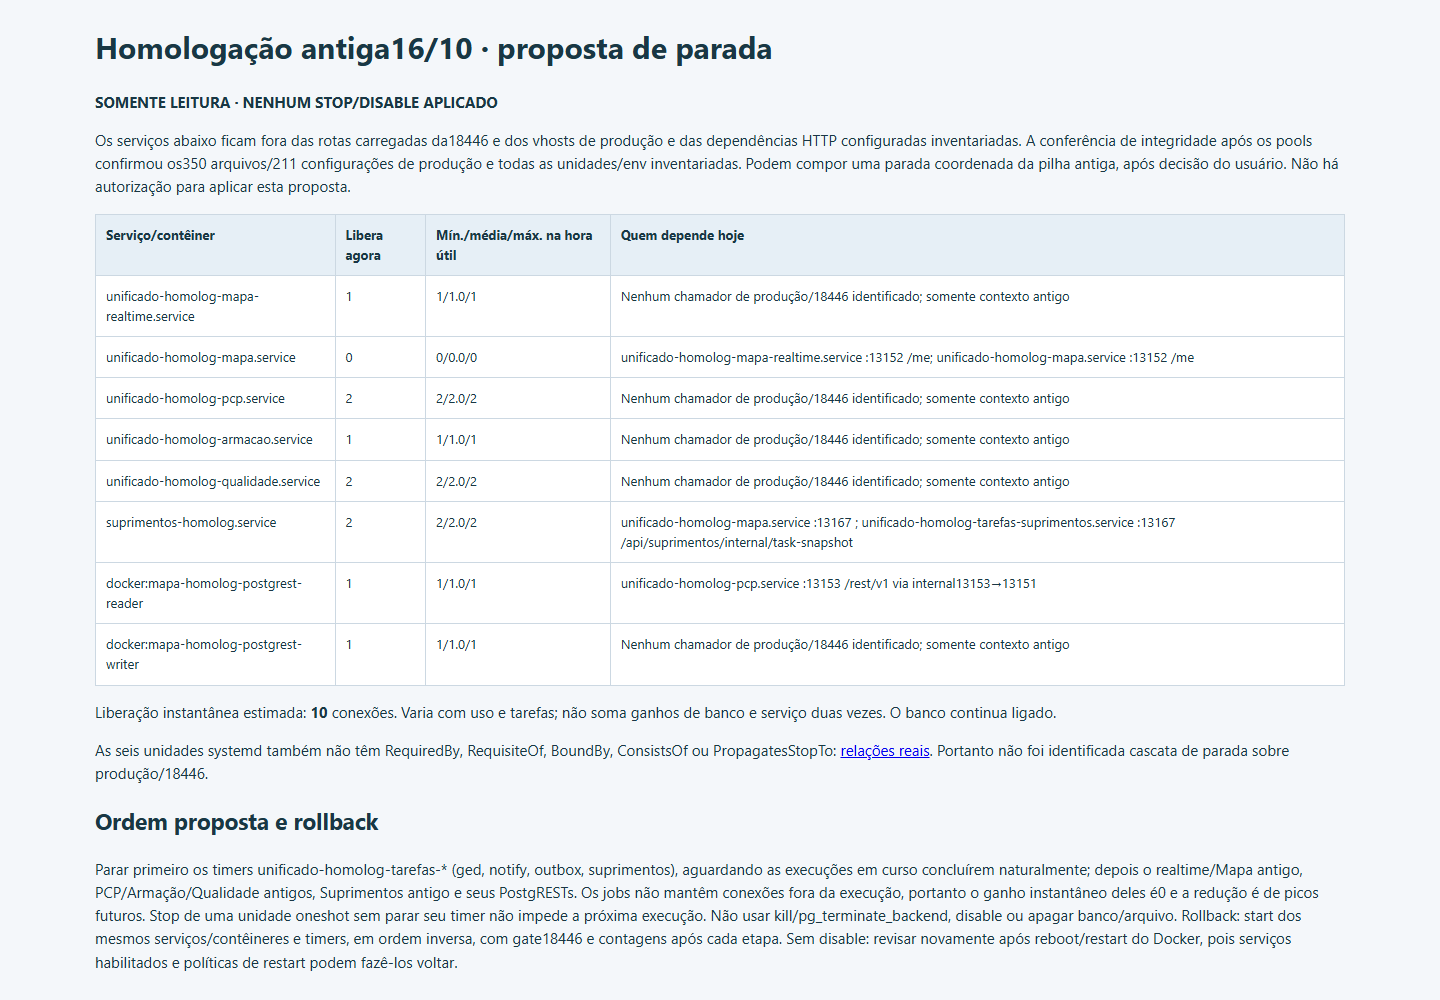 Homologação antiga16/10 · proposta de parada
SOMENTE LEITURA · NENHUM STOP/DISABLE APLICADO
Os serviços abaixo ficam fora das rotas carregadas da18446 e dos vhosts de produção e das dependências HTTP configuradas inventariadas. A conferência de integridade após os pools
confirmou os350 arquivos/211 configurações de produção e todas as unidades/env inventariadas. Podem compor uma parada coordenada da pilha antiga, após decisão do usuário. Não há
autorização para aplicar esta proposta.
Serviço/contêiner
Libera
agora
Mín./média/máx. na hora
útil
Quem depende hoje
unificado-homolog-mapa-
realtime.service
1
1/1.0/1
Nenhum chamador de produção/18446 identificado; somente contexto antigo
unificado-homolog-mapa.service
0
0/0.0/0
unificado-homolog-mapa-realtime.service :13152 /me; unificado-homolog-mapa.service :13152 /me
unificado-homolog-pcp.service
2
2/2.0/2
Nenhum chamador de produção/18446 identificado; somente contexto antigo
unificado-homolog-armacao.service
1
1/1.0/1
Nenhum chamador de produção/18446 identificado; somente contexto antigo
unificado-homolog-qualidade.service
2
2/2.0/2
Nenhum chamador de produção/18446 identificado; somente contexto antigo
suprimentos-homolog.service
2
2/2.0/2
unificado-homolog-mapa.service :13167 ; unificado-homolog-tarefas-suprimentos.service :13167
/api/suprimentos/internal/task-snapshot
docker:mapa-homolog-postgrest-
reader
1
1/1.0/1
unificado-homolog-pcp.service :13153 /rest/v1 via internal13153→13151
docker:mapa-homolog-postgrest-
writer
1
1/1.0/1
Nenhum chamador de produção/18446 identificado; somente contexto antigo
Liberação instantânea estimada: 10 conexões. Varia com uso e tarefas; não soma ganhos de banco e serviço duas vezes. O banco continua ligado.
As seis unidades systemd também não têm RequiredBy, RequisiteOf, BoundBy, ConsistsOf ou PropagatesStopTo: relações reais. Portanto não foi identificada cascata de parada sobre
produção/18446.
Ordem proposta e rollback
Parar primeiro os timers unificado-homolog-tarefas-* (ged, notify, outbox, suprimentos), aguardando as execuções em curso concluírem naturalmente; depois o realtime/Mapa antigo,
PCP/Armação/Qualidade antigos, Suprimentos antigo e seus PostgRESTs. Os jobs não mantêm conexões fora da execução, portanto o ganho instantâneo deles é0 e a redução é de picos
futuros. Stop de uma unidade oneshot sem parar seu timer não impede a próxima execução. Não usar kill/pg_terminate_backend, disable ou apagar banco/arquivo. Rollback: start dos
mesmos serviços/contêineres e timers, em ordem inversa, com gate18446 e contagens após cada etapa. Sem disable: revisar novamente após reboot/restart do Docker, pois serviços
habilitados e políticas de restart podem fazê-los voltar.